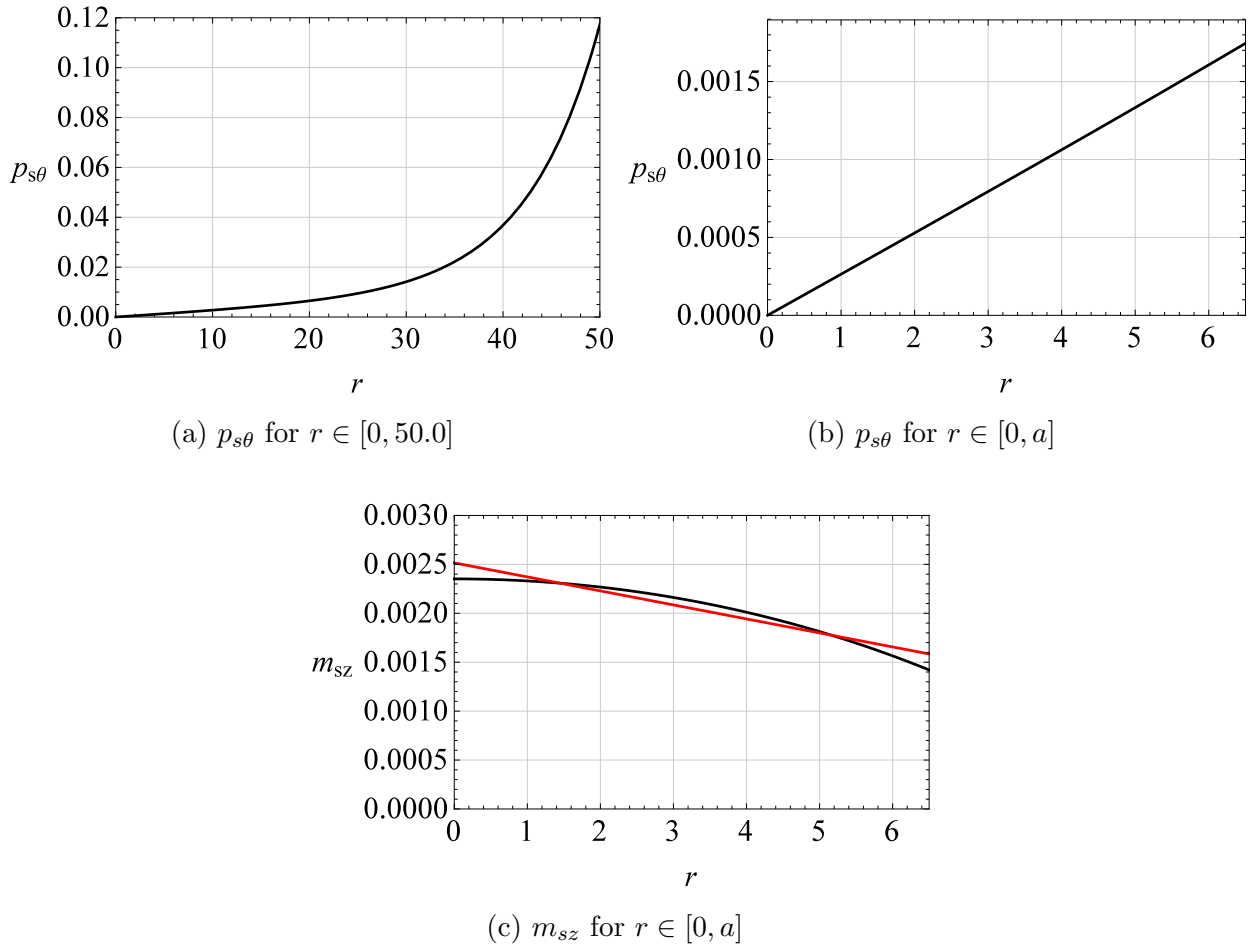 0.12
0.10
0.08
p_sθ 0.06
0.04
0.02
0.00
0 10 20 30 40 50
r
(a) p_sθ for r ∈ [0, 50.0]
0.0015
0.0010
p_sθ
0.0005
0.0000
0 1 2 3 4 5 6
r
(b) p_sθ for r ∈ [0, a]
0.0030
0.0025
0.0020
m_sz 0.0015
0.0010
0.0005
0.0000
0 1 2 3 4 5 6
r
(c) m_sz for r ∈ [0, a]